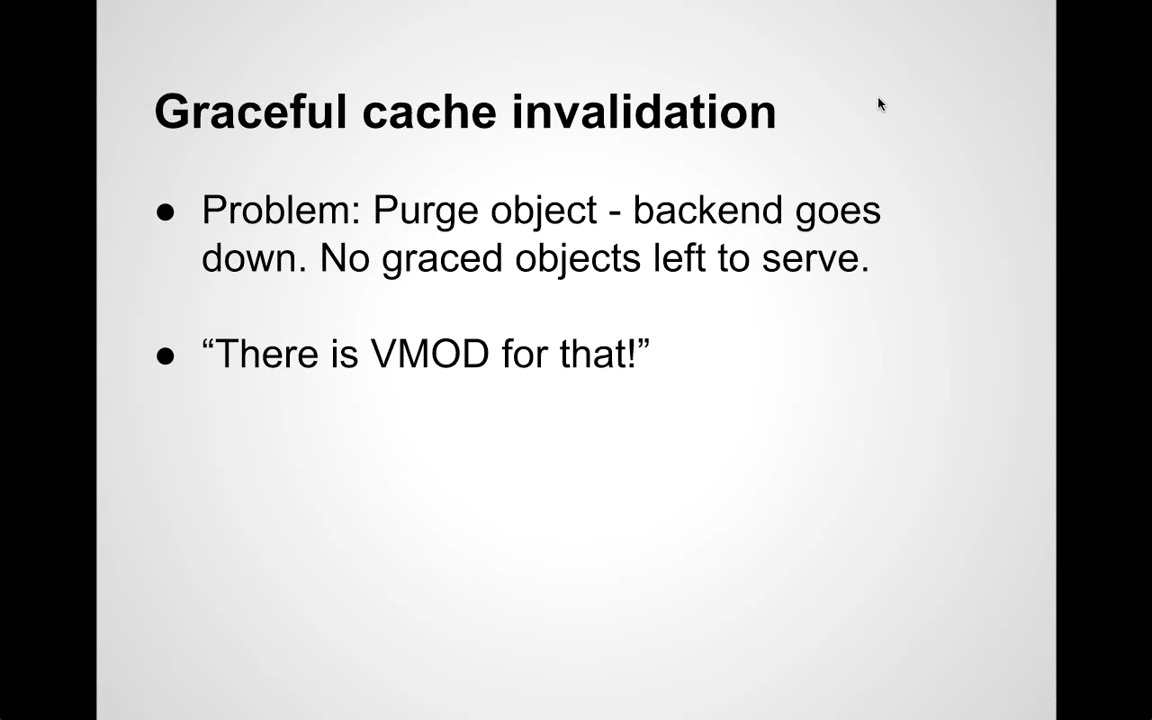 Graceful cache invalidation
● Problem: Purge object - backend goes
down. No graced objects left to serve.
● “There is VMOD for that!”